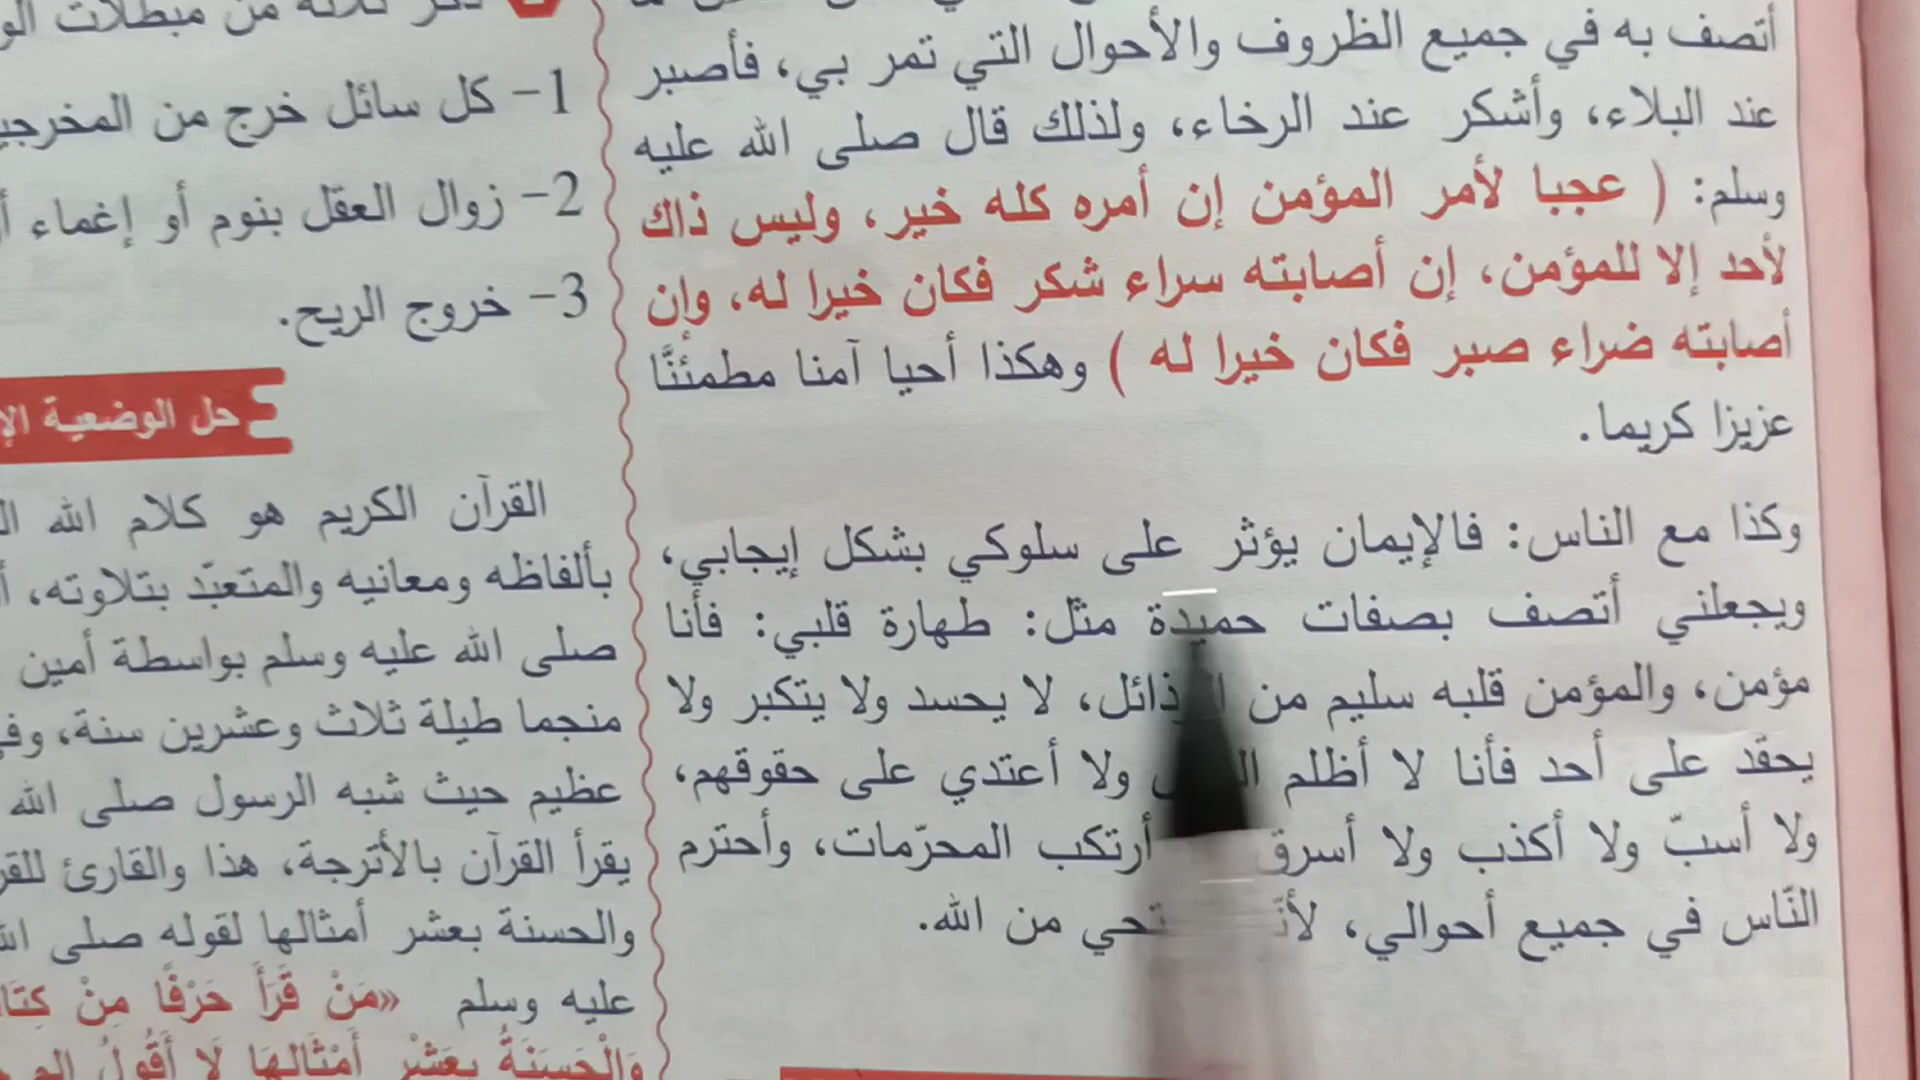 أتصف به في جميع الظروف والأحوال التي تمر بي، فأصبر
عند البلاء، وأشكر عند الرخاء، ولذلك قال صلى الله عليه
وسلم: ( عجبا لأمر المؤمن إن أمره كله خير، وليس ذاك
لأحد إلا للمؤمن، إن أصابته سراء شكر فكان خيرا له، وإن
أصابته ضراء صبر فكان خيرا له ) وهكذا أحيا آمنا مطمئنًّا
عزيزا كريما.
وكذا مع الناس: فالإيمان يؤثر على سلوكي بشكل إيجابي،
ويجعلني أتصف بصفات حميدة مثل: طهارة قلبي: فأنا
مؤمن، والمؤمن قلبه سليم من لا يحسد ولا يتكبر ولا
يحقد على أحد فأنا لا أظلم ولا أعتدي على حقوقهم،
ولا أسبّ ولا أكذب ولا أسرق أرتكب المحرّمات، وأحترم
النّاس في جميع أحوالي، من الله.
ذكر ثلاثة من مبطلات
1- كل سائل خرج من
2- زوال العقل بنوم أو إغماء
3- خروج الريح.
حل الوضعية
القرآن الكريم هو كلام الله
بألفاظه ومعانيه والمتعبّد بتلاوته،
صلى الله عليه وسلم بواسطة أمين
منجما طيلة ثلاث وعشرين سنة،
عظيم حيث شبه الرسول صلى الله
يقرأ القرآن بالأترجة، هذا والقارئ
والحسنة بعشر أمثالها لقوله صلى
عليه وسلم «مَنْ قَرَأَ حَرْفًا مِنْ
وَالْحَسَنَةُ بِعَشْرِ أَمْثَالِهَا لَا أَقُولُ